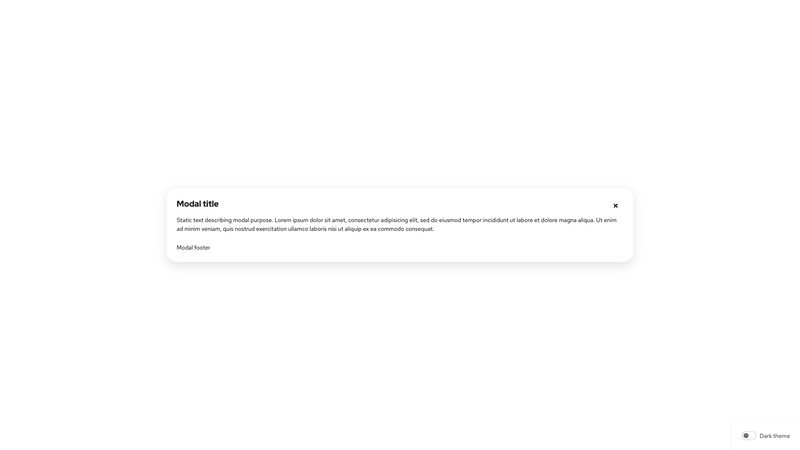 Modal title
Static text describing modal purpose. Lorem ipsum dolor sit amet, consectetur adipisicing elit, sed do eiusmod tempor incididunt ut labore et dolore magna aliqua. Ut enim
ad minim veniam, quis nostrud exercitation ullamco laboris nisi ut aliquip ex ea commodo consequat.
Modal footer
Dark theme